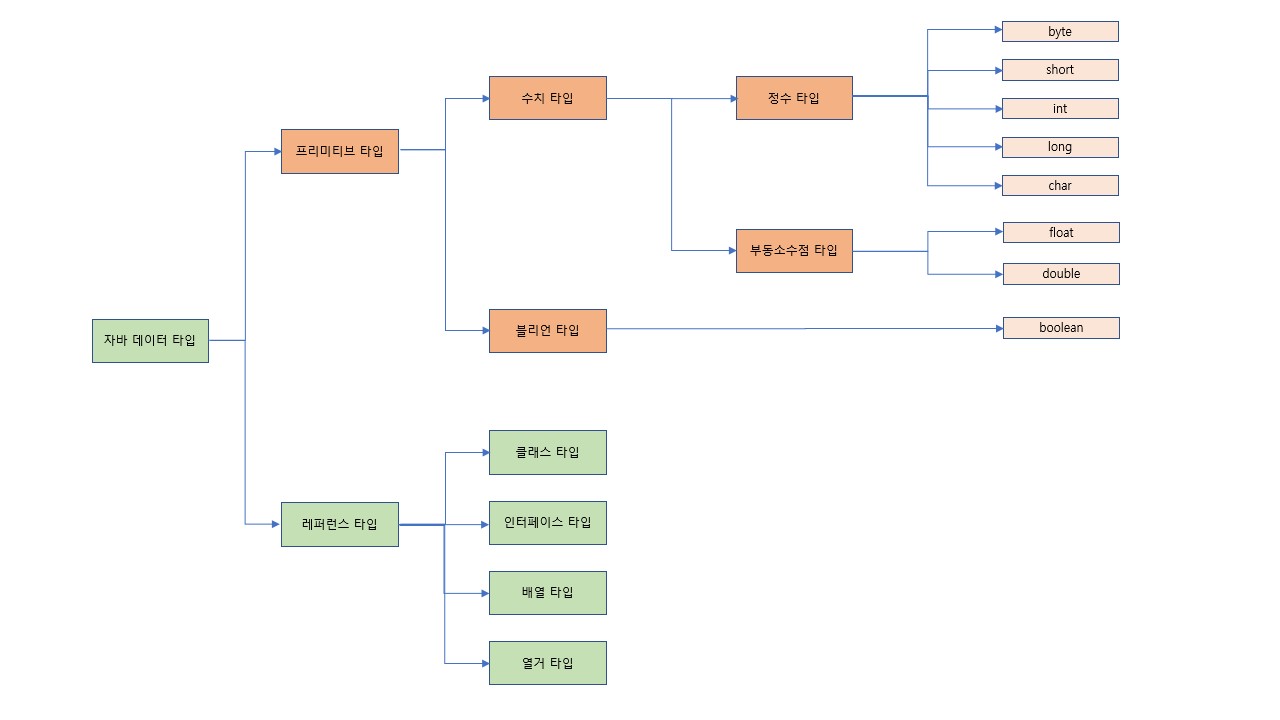 자바 데이터 타입
프리미티브 타입
수치 타입
정수 타입
byte
short
int
long
char
부동소수점 타입
float
double
블리언 타입
boolean
레퍼런스 타입
클래스 타입
인터페이스 타입
배열 타입
열거 타입